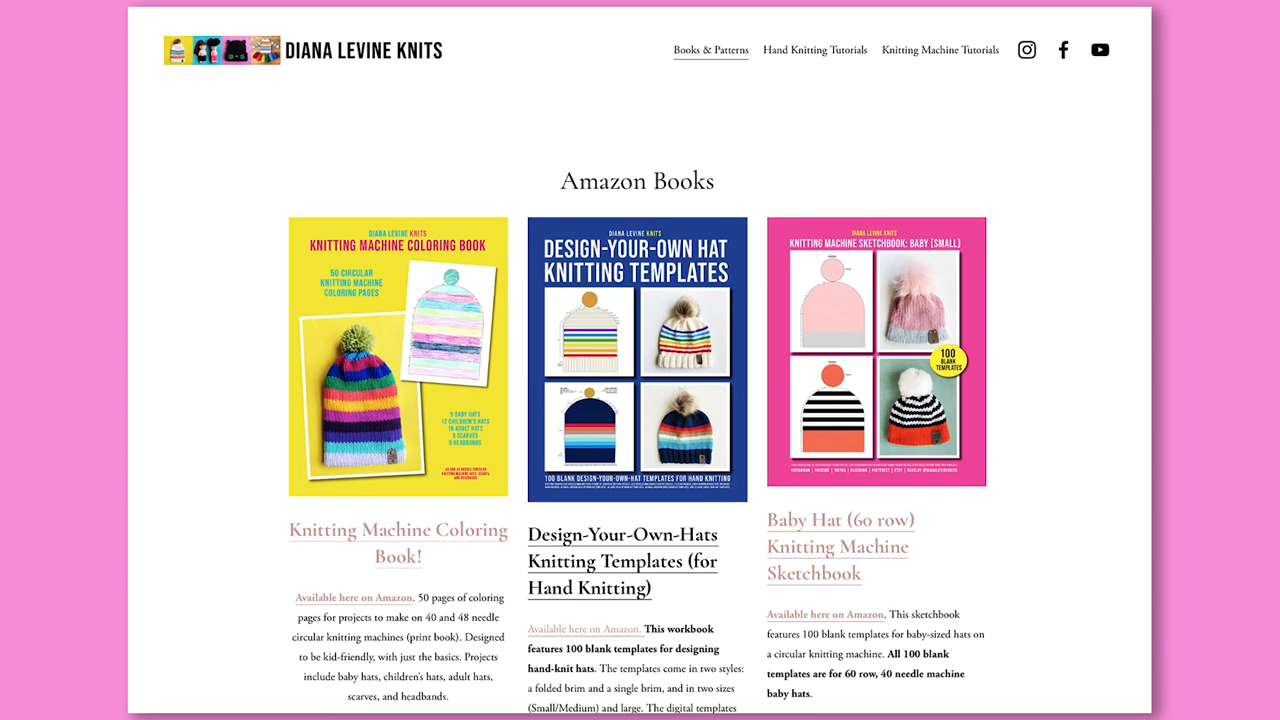 DIANA LEVINE KNITS
Books & Patterns
Hand Knitting Tutorials
Knitting Machine Tutorials
Amazon Books
DIANA LEVINE KNITS
KNITTING MACHINE COLORING BOOK
50 CIRCULAR
KNITTING MACHINE
COLORING PAGES
9 BABY HATS
12 CHILDREN'S HATS
Knitting Machine Coloring
Book!
Available here on Amazon. 50 pages of coloring
pages for projects to make on 40 and 48 needle
circular knitting machines (print book). Designed
to be kid-friendly, with just the basics. Projects
include baby hats, children's hats, adult hats,
scarves, and headbands.
DIANA LEVINE KNITS
DESIGN-YOUR-OWN HAT
KNITTING TEMPLATES
100 BLANK DESIGN-YOUR-OWN-HAT TEMPLATES FOR HAND KNITTING
Design-Your-Own-Hats
Knitting Templates (for
Hand Knitting)
Available here on Amazon. This workbook
features 100 blank templates for designing
hand-knit hats. The templates come in two styles:
a folded brim and a single brim, and in two sizes
(Small/Medium) and large. The digital templates
DIANA LEVINE KNITS
KNITTING MACHINE SKETCHBOOK: BABY [SMALL]
100
BLANK
TEMPLATES
Baby Hat (60 row)
Knitting Machine
Sketchbook
Available here on Amazon. This sketchbook
features 100 blank templates for baby-sized hats on
a circular knitting machine. All 100 blank
templates are for 60 row, 40 needle machine
baby hats.